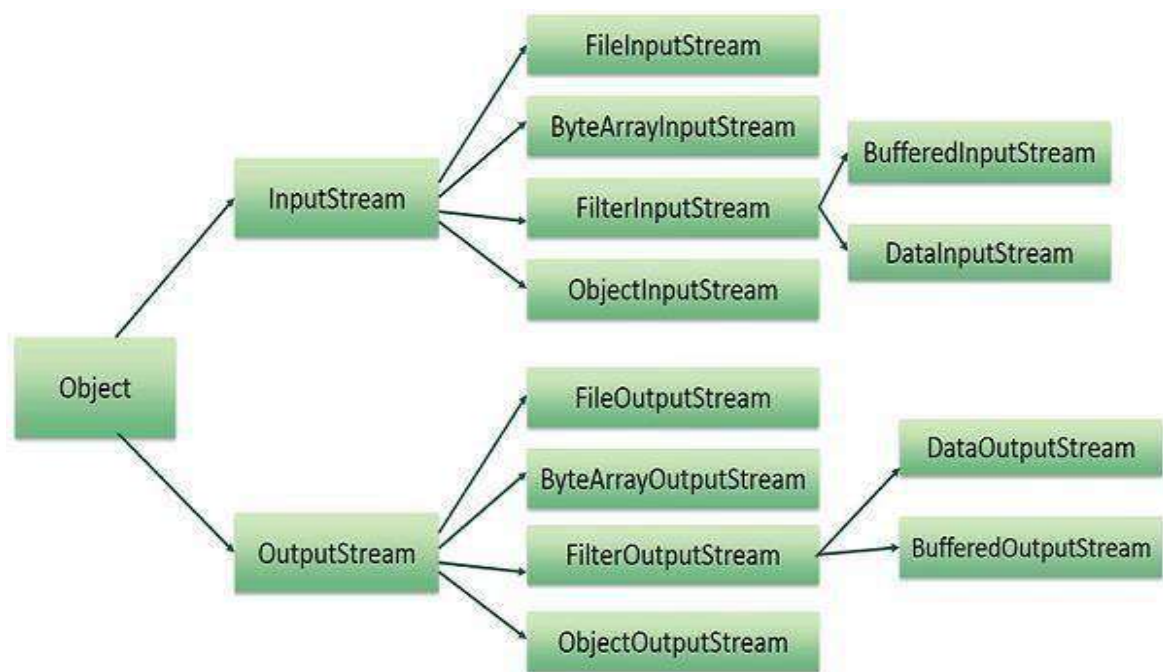 FileInputStream
ByteArrayInputStream
BufferedInputStream
InputStream
FilterInputStream
DataInputStream
ObjectInputStream
Object
FileOutputStream
DataOutputStream
ByteArrayOutputStream
OutputStream
FilterOutputStream
BufferedOutputStream
ObjectOutputStream